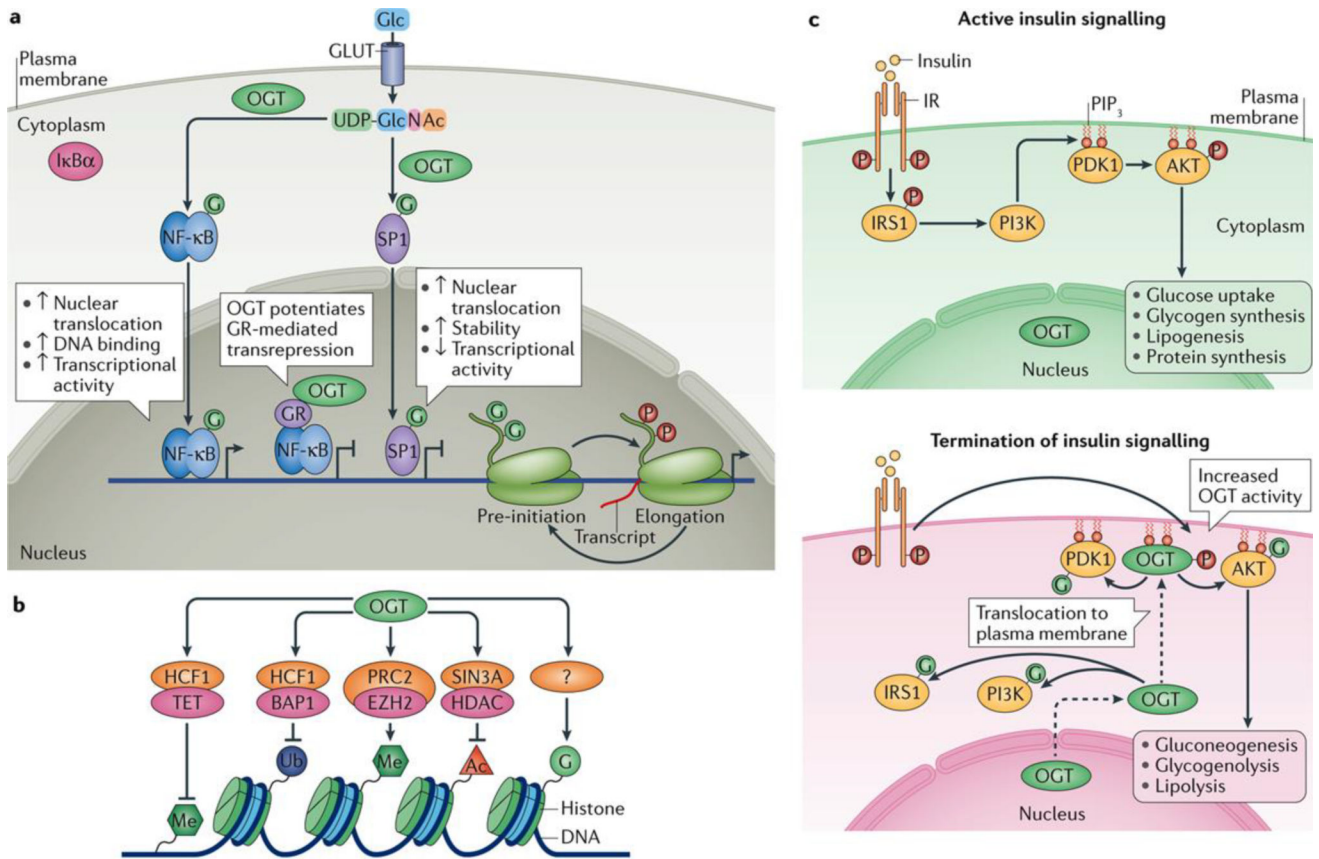 a
Glc
GLUT
Plasma
membrane
OGT
UDP-GlcNAc
Cytoplasm
IκBα
OGT
G
NF-κB
G
SP1
• ↑ Nuclear
translocation
• ↑ DNA binding
• ↑ Transcriptional
activity
OGT potentiates
GR-mediated
transrepression
• ↑ Nuclear
translocation
• ↑ Stability
• ↓ Transcriptional
activity
G
NF-κB
OGT
GR
NF-κB
G
SP1
G
G
P
P
Pre-initiation
Elongation
Transcript
Nucleus
b
OGT
HCF1
TET
HCF1
BAP1
PRC2
EZH2
SIN3A
HDAC
?
Ub
Me
Ac
G
Me
Histone
DNA
c
Active insulin signalling
Insulin
IR
PIP3
Plasma
membrane
P
P
PDK1
AKT
P
P
IRS1
PI3K
Cytoplasm
OGT
Nucleus
• Glucose uptake
• Glycogen synthesis
• Lipogenesis
• Protein synthesis
Termination of insulin signalling
Increased
OGT activity
P
P
PDK1
G
OGT
P
AKT
G
Translocation to
plasma membrane
IRS1
G
PI3K
G
OGT
OGT
Nucleus
• Gluconeogenesis
• Glycogenolysis
• Lipolysis